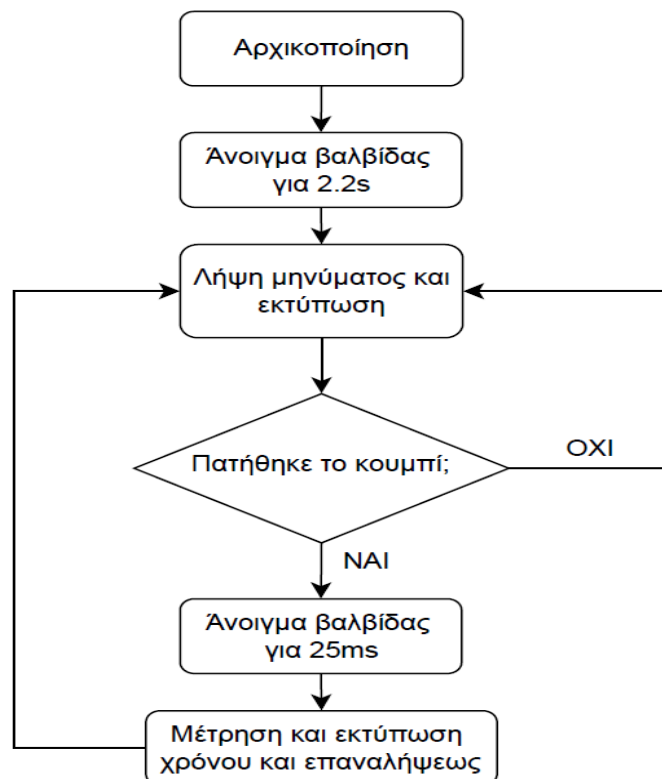 Αρχικοποίηση
Άνοιγμα βαλβίδας
για 2.2s
Λήψη μηνύματος και
εκτύπωση
Πατήθηκε το κουμπί;
ΟΧΙ
ΝΑΙ
Άνοιγμα βαλβίδας
για 25ms
Μέτρηση και εκτύπωση
χρόνου και επαναλήψεως